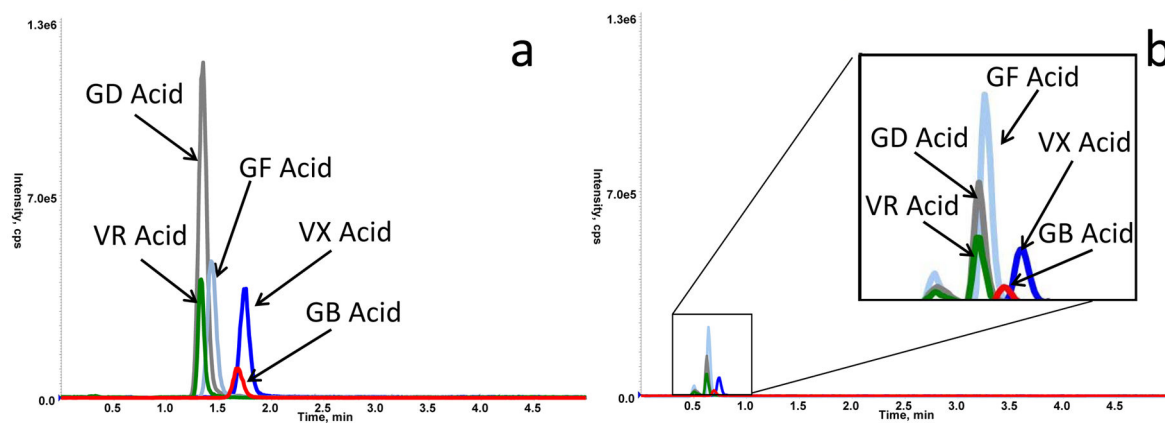 a
1.3e6
GD Acid
GF Acid
7.0e5
VR Acid
VX Acid
GB Acid
Intensity, cps
0.0
0.5 1.0 1.5 2.0 2.5 3.0 3.5 4.0 4.5
Time, min
b
1.3e6
GF Acid
GD Acid
VX Acid
VR Acid
GB Acid
7.0e5
Intensity, cps
0.0
0.5 1.0 1.5 2.0 2.5 3.0 3.5 4.0 4.5
Time, min